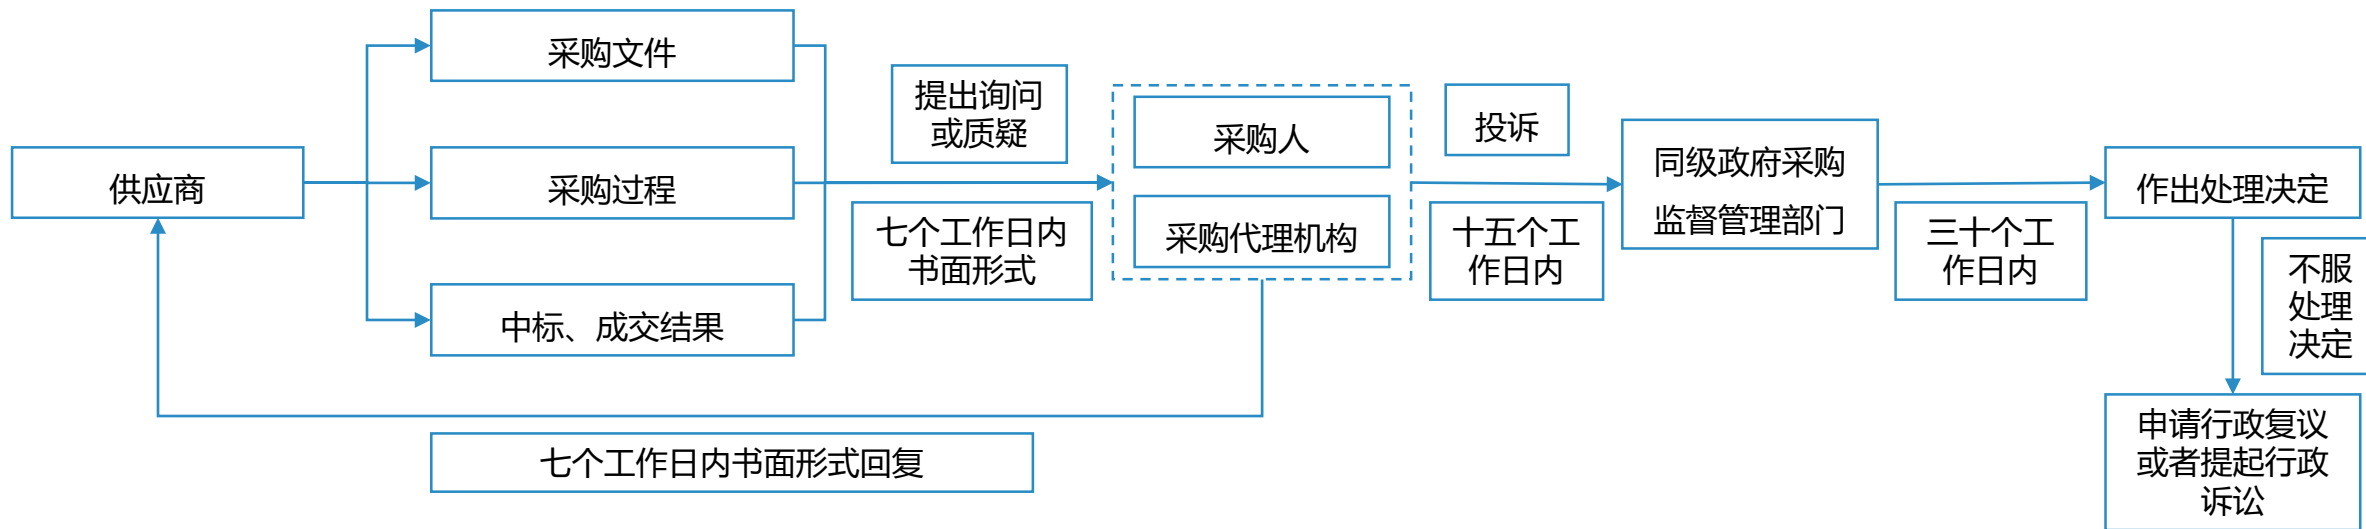 采购文件
提出询问
或质疑
采购人
投诉
同级政府采购
监督管理部门
供应商
采购过程
作出处理决定
七个工作日内
书面形式
采购代理机构
十五个工
作日内
三十个工
作日内
不服
处理
决定
中标、成交结果
七个工作日内书面形式回复
申请行政复议
或者提起行政
诉讼